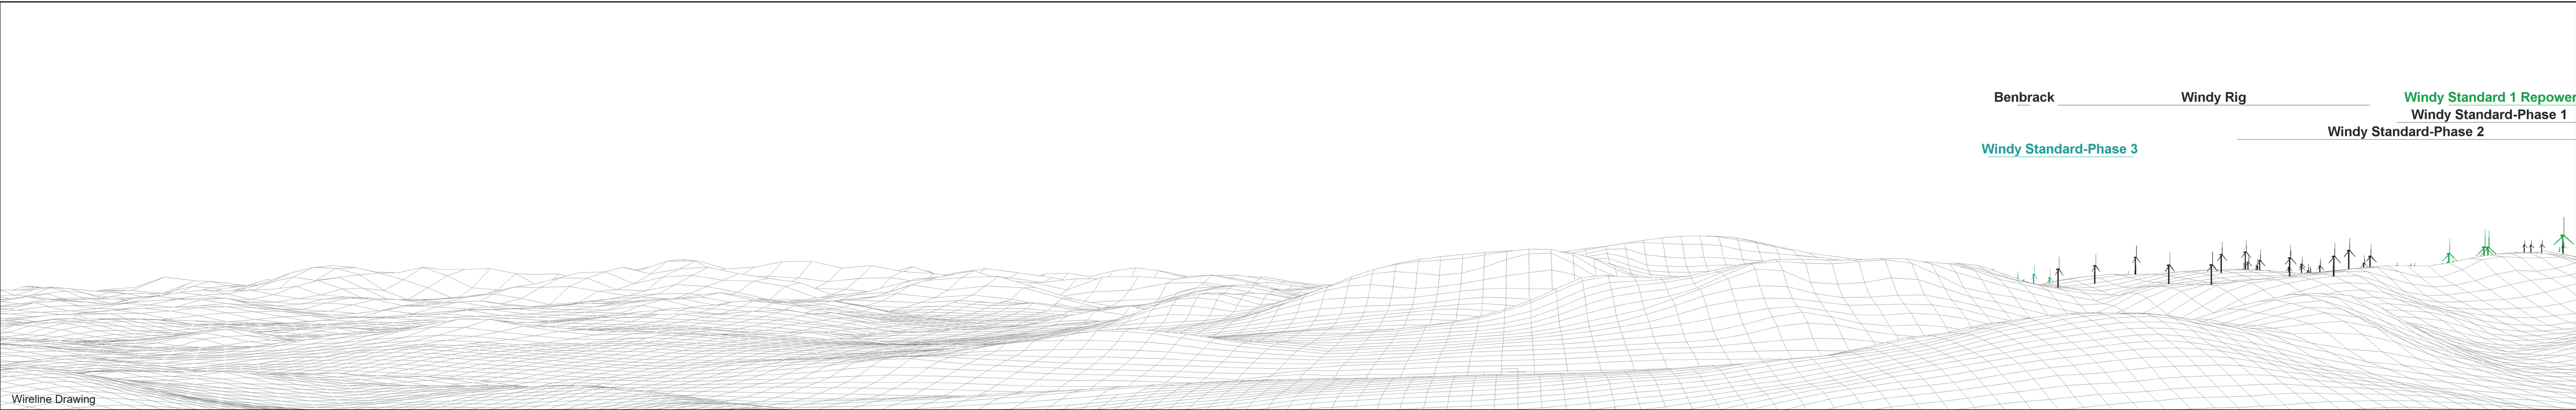 Benbrack
Windy Rig
Windy Standard 1 Repower
Windy Standard-Phase 1
Windy Standard-Phase 2
Windy Standard-Phase 3
Wireline Drawing